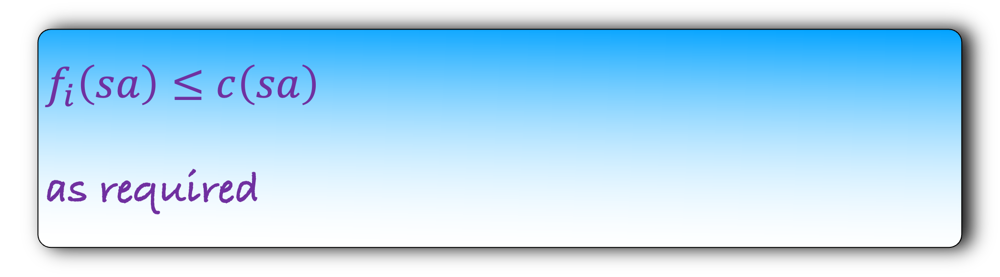 f_i(sa) ≤ c(sa)
as required